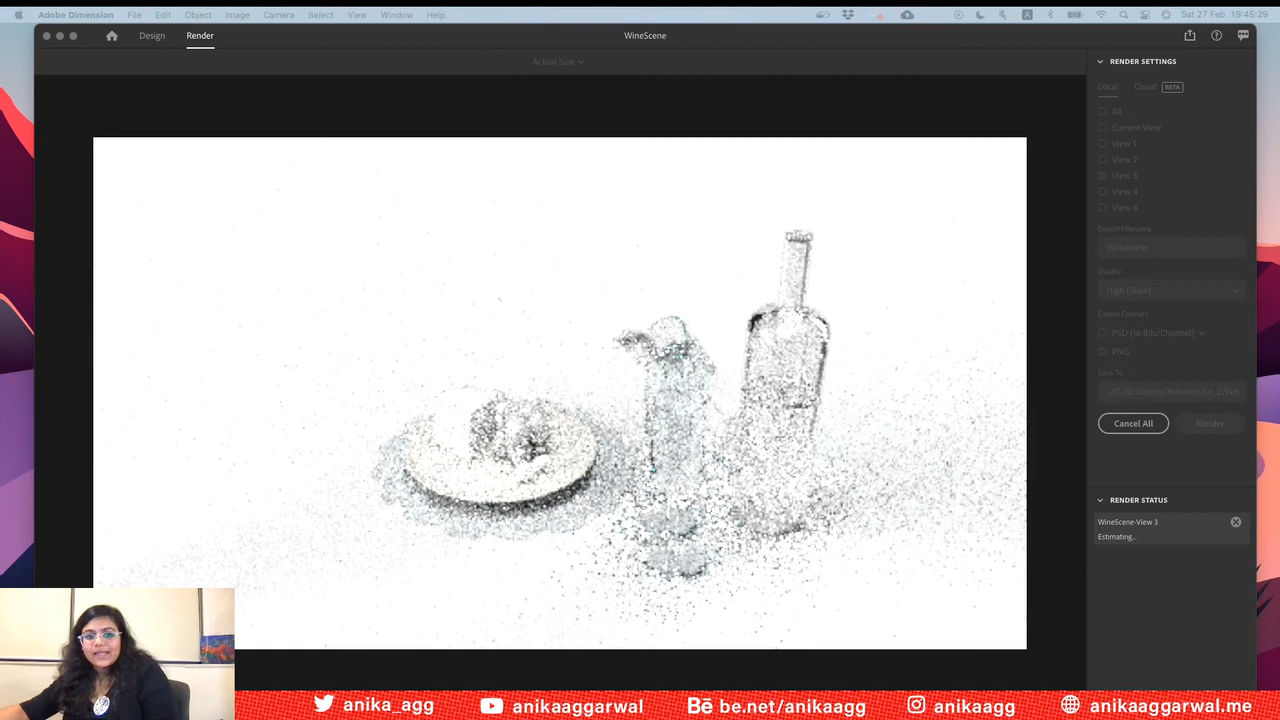 Adobe Dimension File Edit Object Image Camera Select View Window Help
A
Sat 27 Feb 19:45:29
Design Render
WineScene
Actual Size
RENDER SETTINGS
Local Cloud BETA
All
Current View
View 1
View 2
View 3
View 4
View 6
Export Filename
WineScene
Quality
High (Slow)
Export Formats
PSD (16 Bits/Channel)
PNG
Save To
Cancel All Render
RENDER STATUS
WineScene-View 3
Estimating...
anika_agg anikaaggarwal Bē be.net/anikaagg anikaagg anikaaggarwal.me